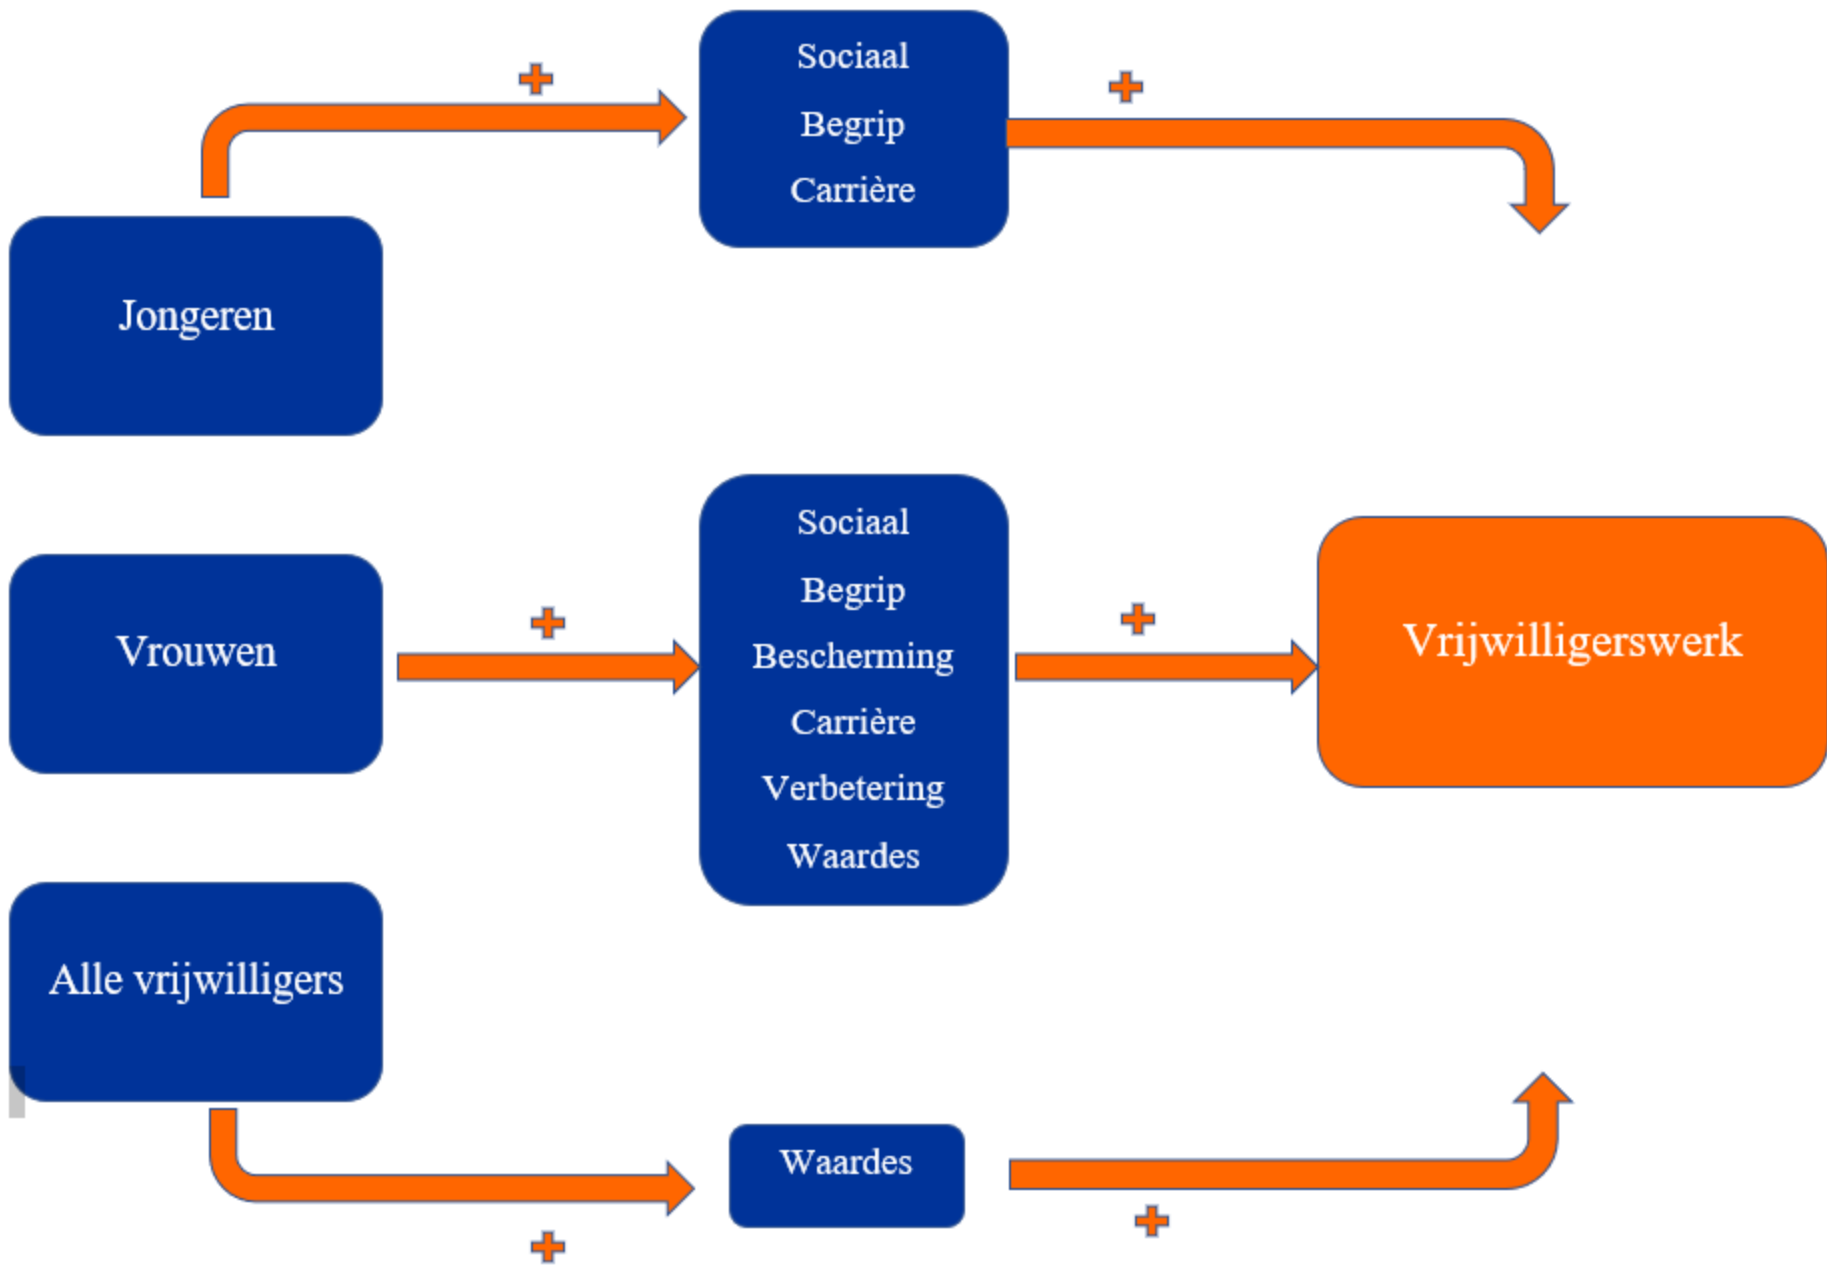 Sociaal
Begrip
Carrière
Jongeren
Vrouwen
Sociaal
Begrip
Bescherming
Carrière
Verbetering
Waardes
Vrijwilligerswerk
Alle vrijwilligers
Waardes